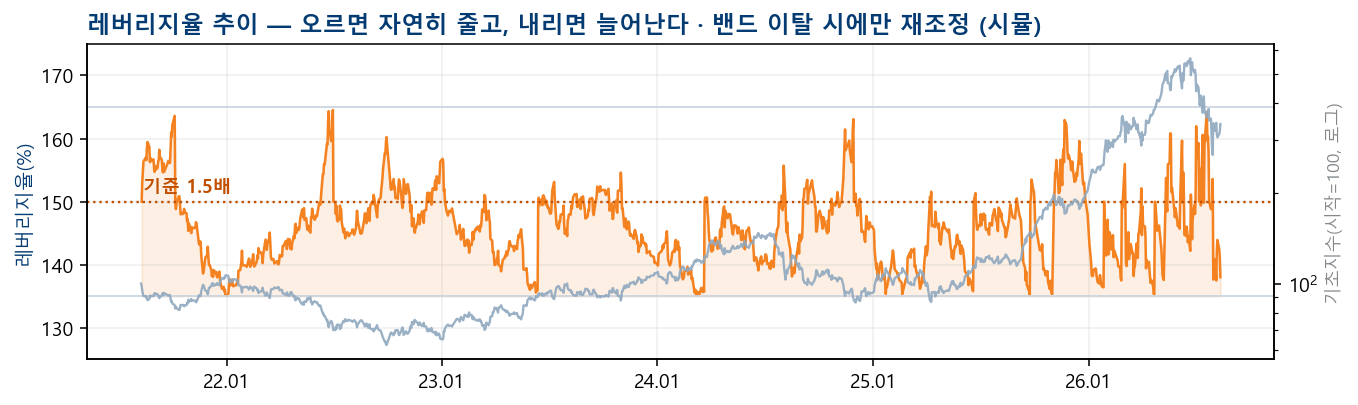 레버리지율 추이 — 오르면 자연히 줄고, 내리면 늘어난다 · 밴드 이탈 시에만 재조정 (시뮬)
레버리지율(%)
170
160
150
140
130
기준 1.5배
10²
기초지수(시작=100, 로그)
22.01
23.01
24.01
25.01
26.01